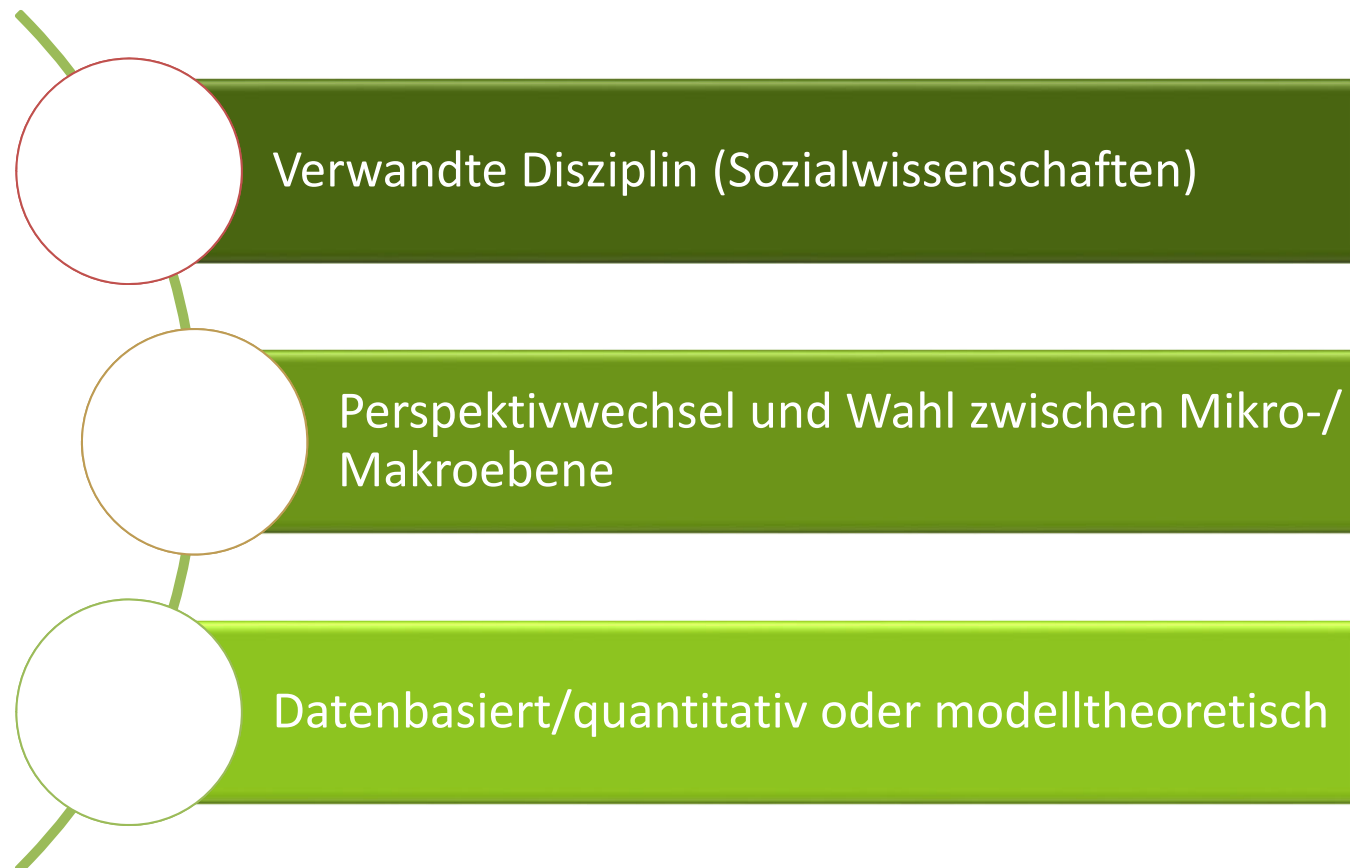 Verwandte Disziplin (Sozialwissenschaften)
Perspektivwechsel und Wahl zwischen Mikro-/
Makroebene
Datenbasiert/quantitativ oder modelltheoretisch